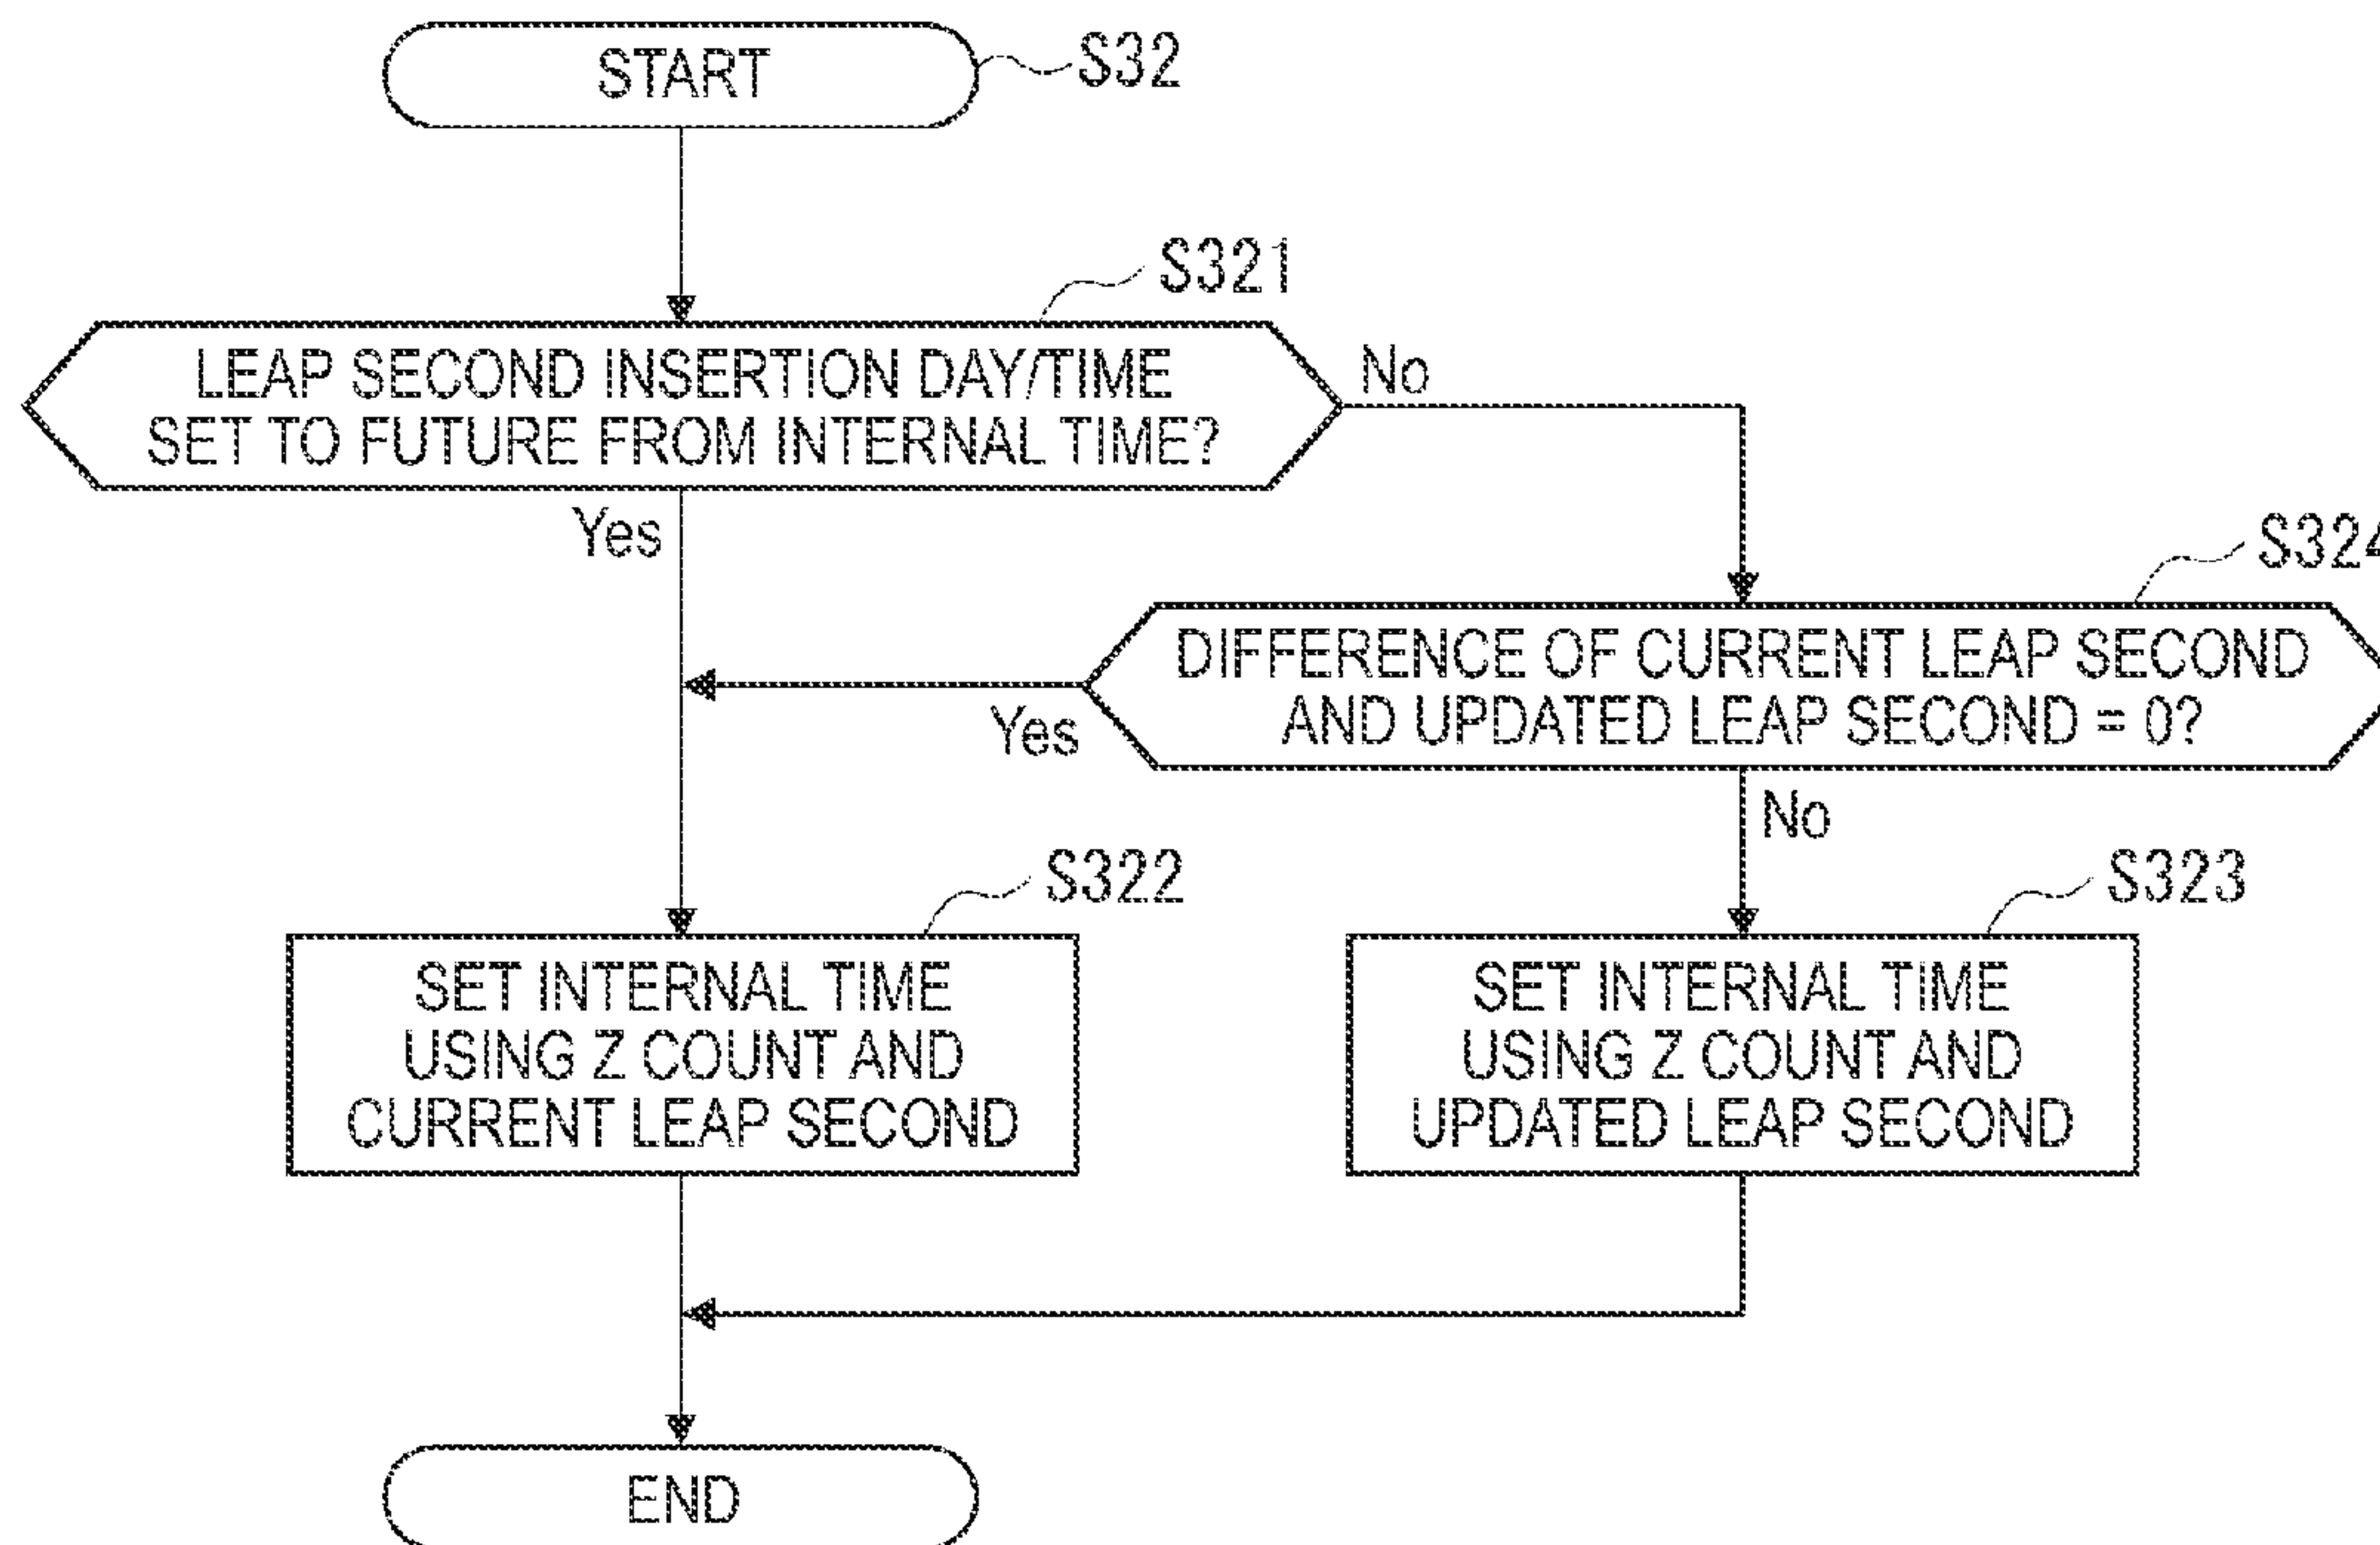 START
S32
S321
LEAP SECOND INSERTION DAY/TIME
SET TO FUTURE FROM INTERNAL TIME?
No
Yes
S324
DIFFERENCE OF CURRENT LEAP SECOND
AND UPDATED LEAP SECOND = 0?
Yes
No
S322
SET INTERNAL TIME
USING Z COUNT AND
CURRENT LEAP SECOND
S323
SET INTERNAL TIME
USING Z COUNT AND
UPDATED LEAP SECOND
END